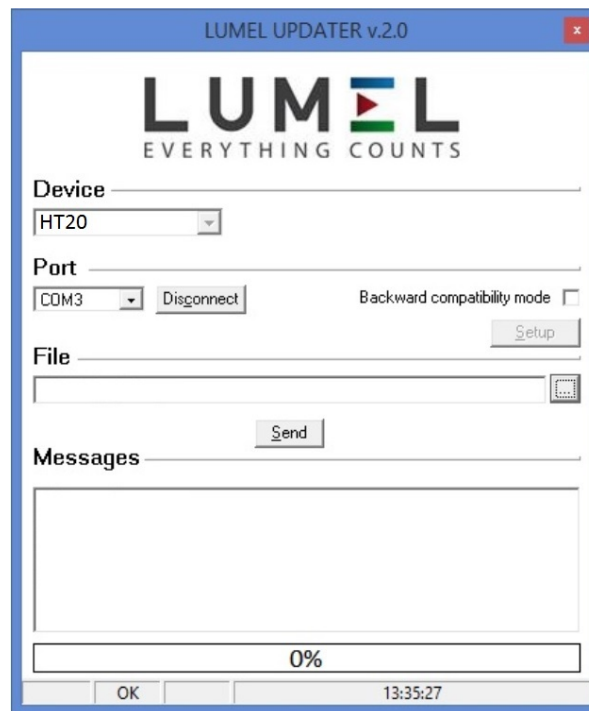 LUMEL UPDATER v.2.0
x
LUMEL
EVERYTHING COUNTS
Device
HT20
Port
COM3 Disconnect Backward compatibility mode
Setup
File
...
Send
Messages
0%
OK 13:35:27